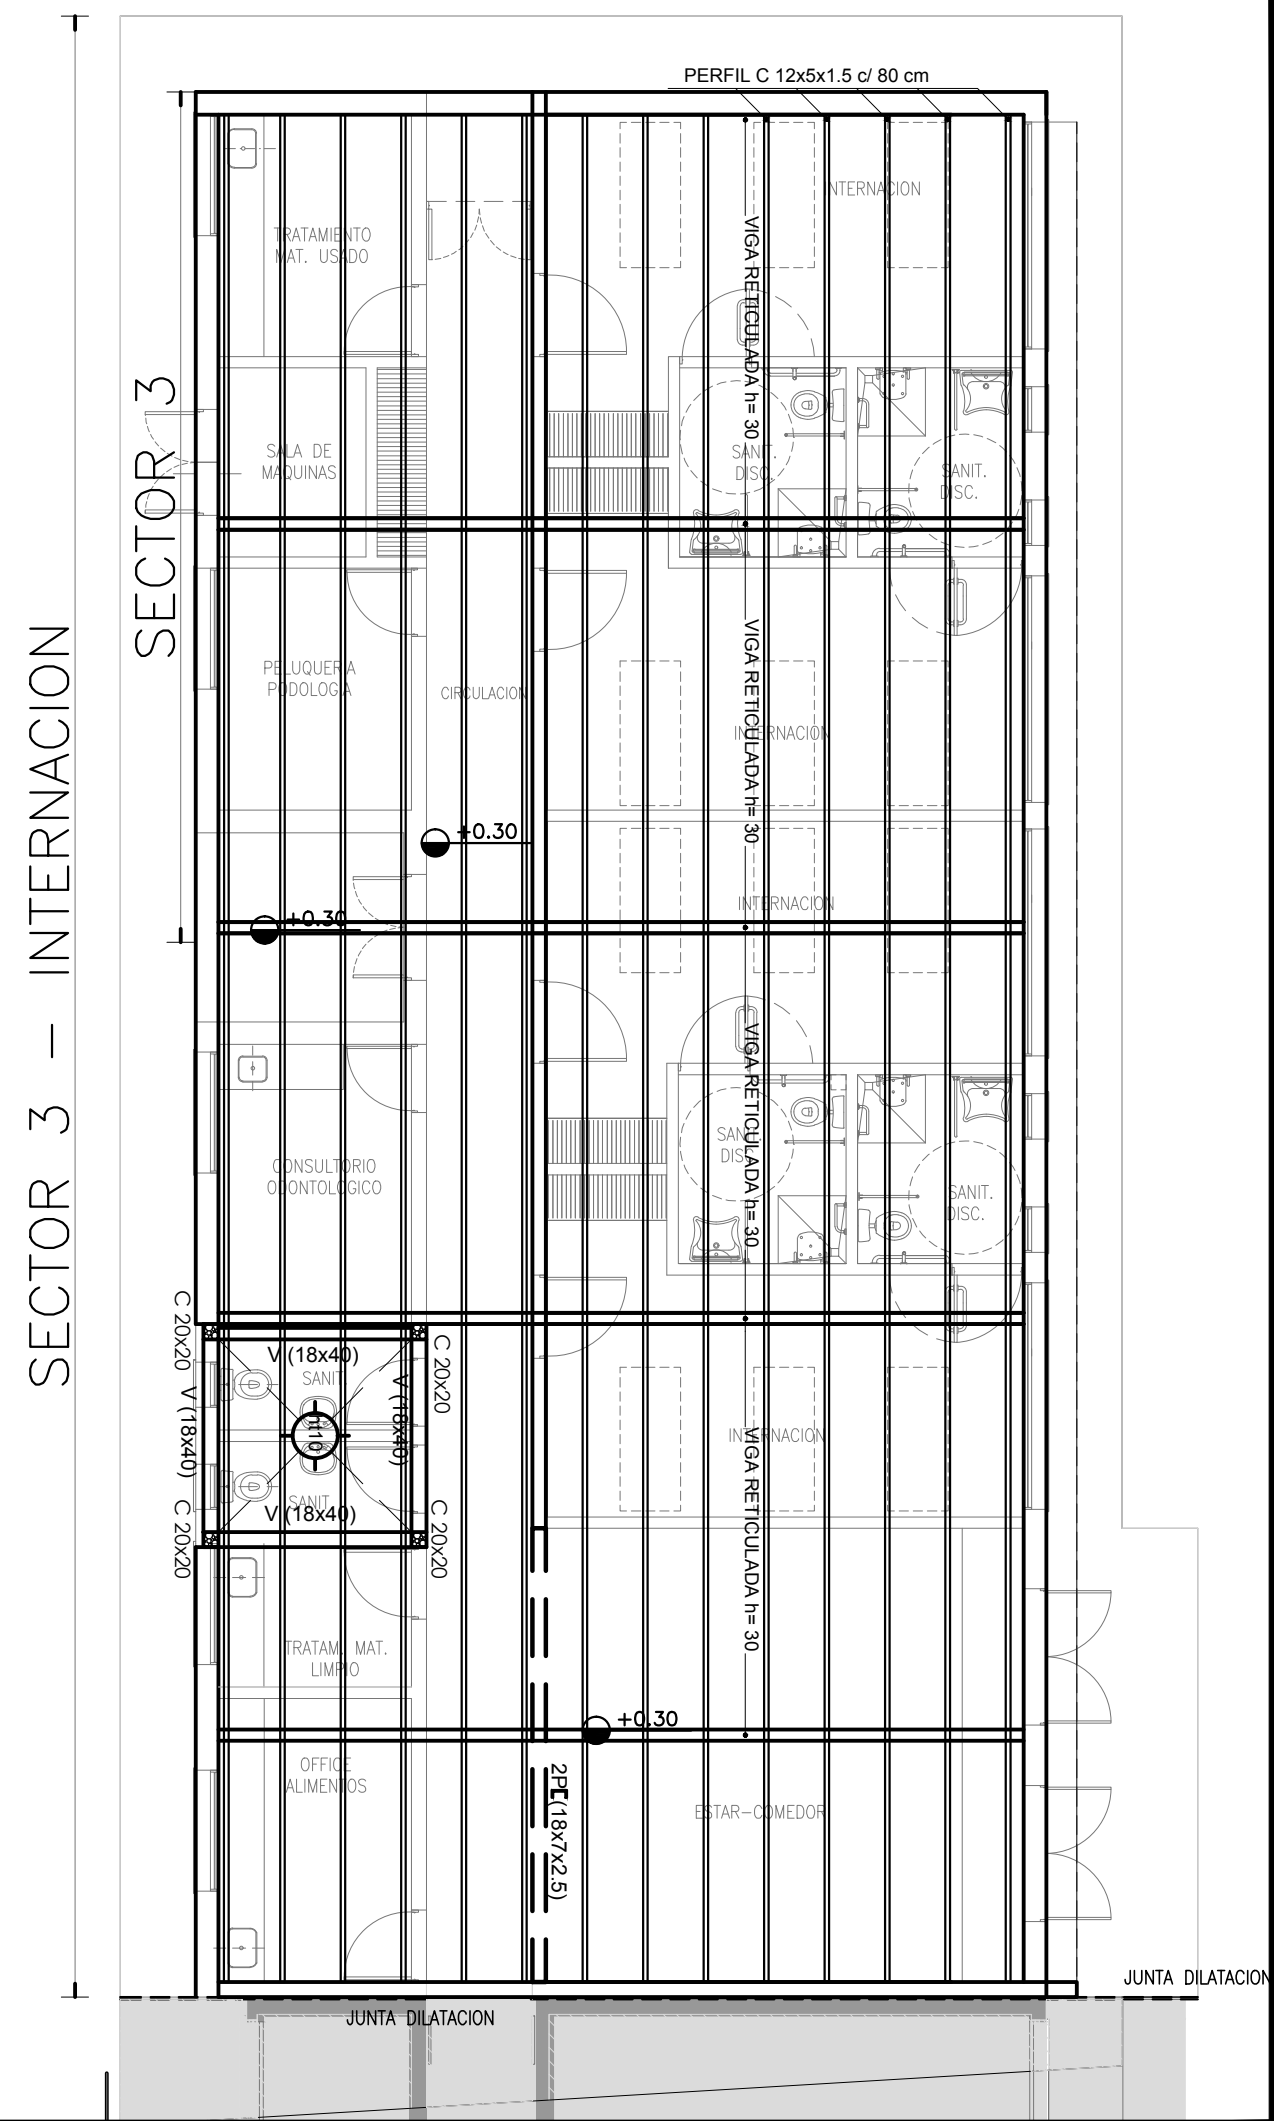 PERFIL C 12x5x1.5 c/ 80 cm
SECTOR 3 — INTERNACION
SECTOR 3
TRATAMIENTO
MAT. USADO
INTERNACION
VIGA RETICULADA h= 30
SALA DE
MAQUINAS
SANIT.
DISC.
SANIT.
DISC.
PELUQUERIA
PODOLOGIA
CIRCULACION
VIGA RETICULADA h= 30
INTERNACION
+0.30
INTERNACION
+0.30
VIGA RETICULADA h= 30
CONSULTORIO
ODONTOLOGICO
SANIT.
DISC.
SANIT.
DISC.
C 20x20
C 20x20
V (18x40)
SANIT.
V (18x40)
V (18x40)
h:10
SANIT.
V (18x40)
C 20x20
C 20x20
INTERNACION
VIGA RETICULADA h= 30
TRATAM. MAT.
LIMPIO
+0.30
OFFICE
ALIMENTOS
2P[(18x7x2.5)
ESTAR-COMEDOR
JUNTA DILATACION
JUNTA DILATACION